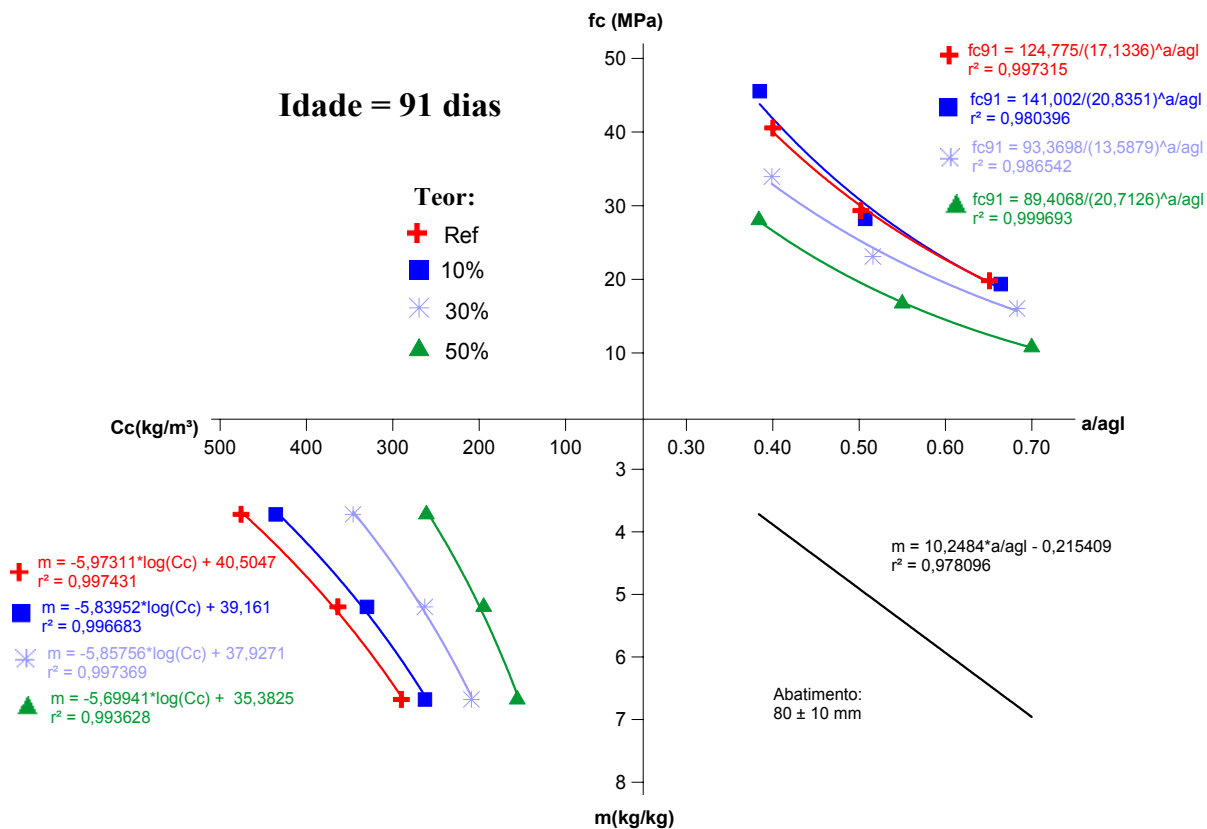 fc (MPa)
50
40
30
20
10
fc91 = 124,775/(17,1336)^a/agl
r² = 0,997315
fc91 = 141,002/(20,8351)^a/agl
r² = 0,980396
fc91 = 93,3698/(13,5879)^a/agl
r² = 0,986542
fc91 = 89,4068/(20,7126)^a/agl
r² = 0,999693
Idade = 91 dias
Teor:
Ref
10%
30%
50%
Cc(kg/m³)
500 400 300 200 100 0.30 0.40 0.50 0.60 0.70
a/agl
3
4
5
6
7
8
m = -5,97311*log(Cc) + 40,5047
r² = 0,997431
m = -5,83952*log(Cc) + 39,161
r² = 0,996683
m = -5,85756*log(Cc) + 37,9271
r² = 0,997369
m = -5,69941*log(Cc) + 35,3825
r² = 0,993628
m = 10,2484*a/agl - 0,215409
r² = 0,978096
Abatimento:
80 ± 10 mm
m(kg/kg)